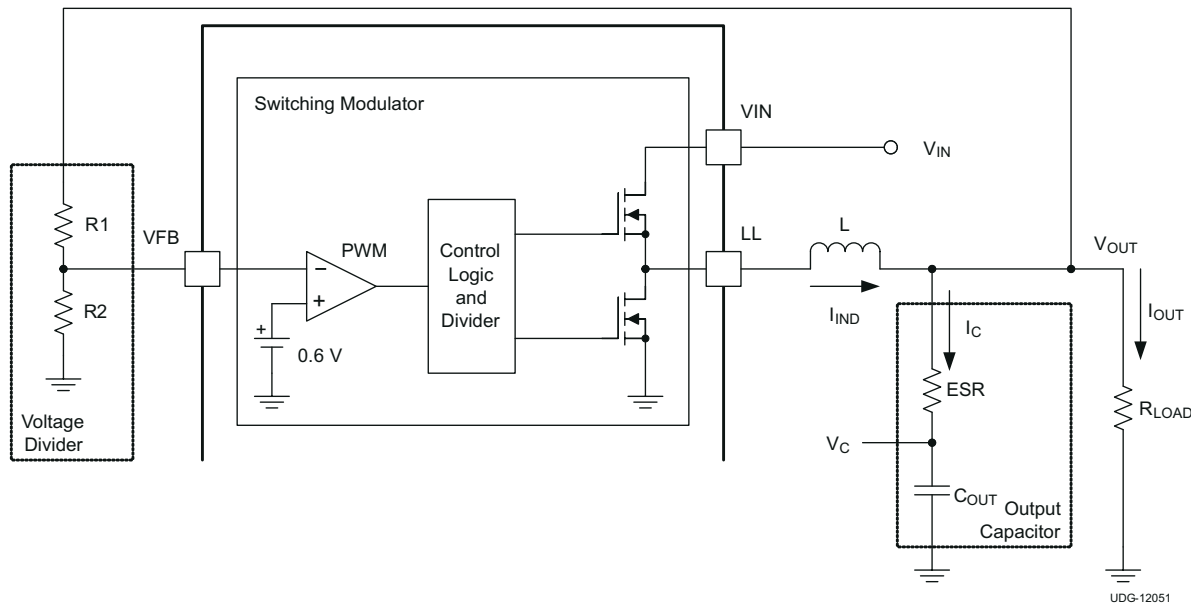 Switching Modulator
VIN
V_IN
R1
VFB
PWM
Control
Logic
and
Divider
LL
L
V_OUT
−
+
R2
+
0.6 V
I_IND
I_C
I_OUT
ESR
R_LOAD
Voltage
Divider
V_C
C_OUT
Output
Capacitor
UDG-12051